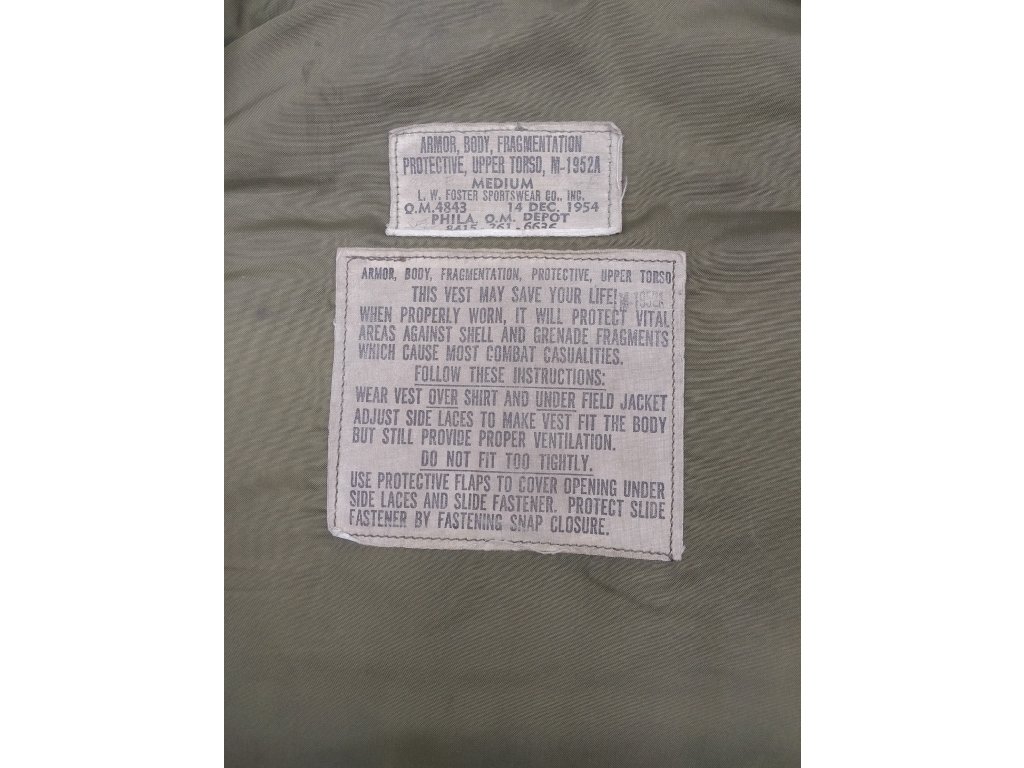 ARMOR, BODY, FRAGMENTATION
PROTECTIVE, UPPER TORSO, M-1952A
MEDIUM
L. W. FOSTER SPORTSWEAR CO., INC.
O.M.4843 14 DEC. 1954
PHILA. Q.M. DEPOT
8415-261-6636
ARMOR, BODY, FRAGMENTATION, PROTECTIVE, UPPER TORSO
THIS VEST MAY SAVE YOUR LIFE! M-1952A
WHEN PROPERLY WORN, IT WILL PROTECT VITAL
AREAS AGAINST SHELL AND GRENADE FRAGMENTS
WHICH CAUSE MOST COMBAT CASUALITIES.
FOLLOW THESE INSTRUCTIONS:
WEAR VEST OVER SHIRT AND UNDER FIELD JACKET
ADJUST SIDE LACES TO MAKE VEST FIT THE BODY
BUT STILL PROVIDE PROPER VENTILATION.
DO NOT FIT TOO TIGHTLY.
USE PROTECTIVE FLAPS TO COVER OPENING UNDER
SIDE LACES AND SLIDE FASTENER. PROTECT SLIDE
FASTENER BY FASTENING SNAP CLOSURE.